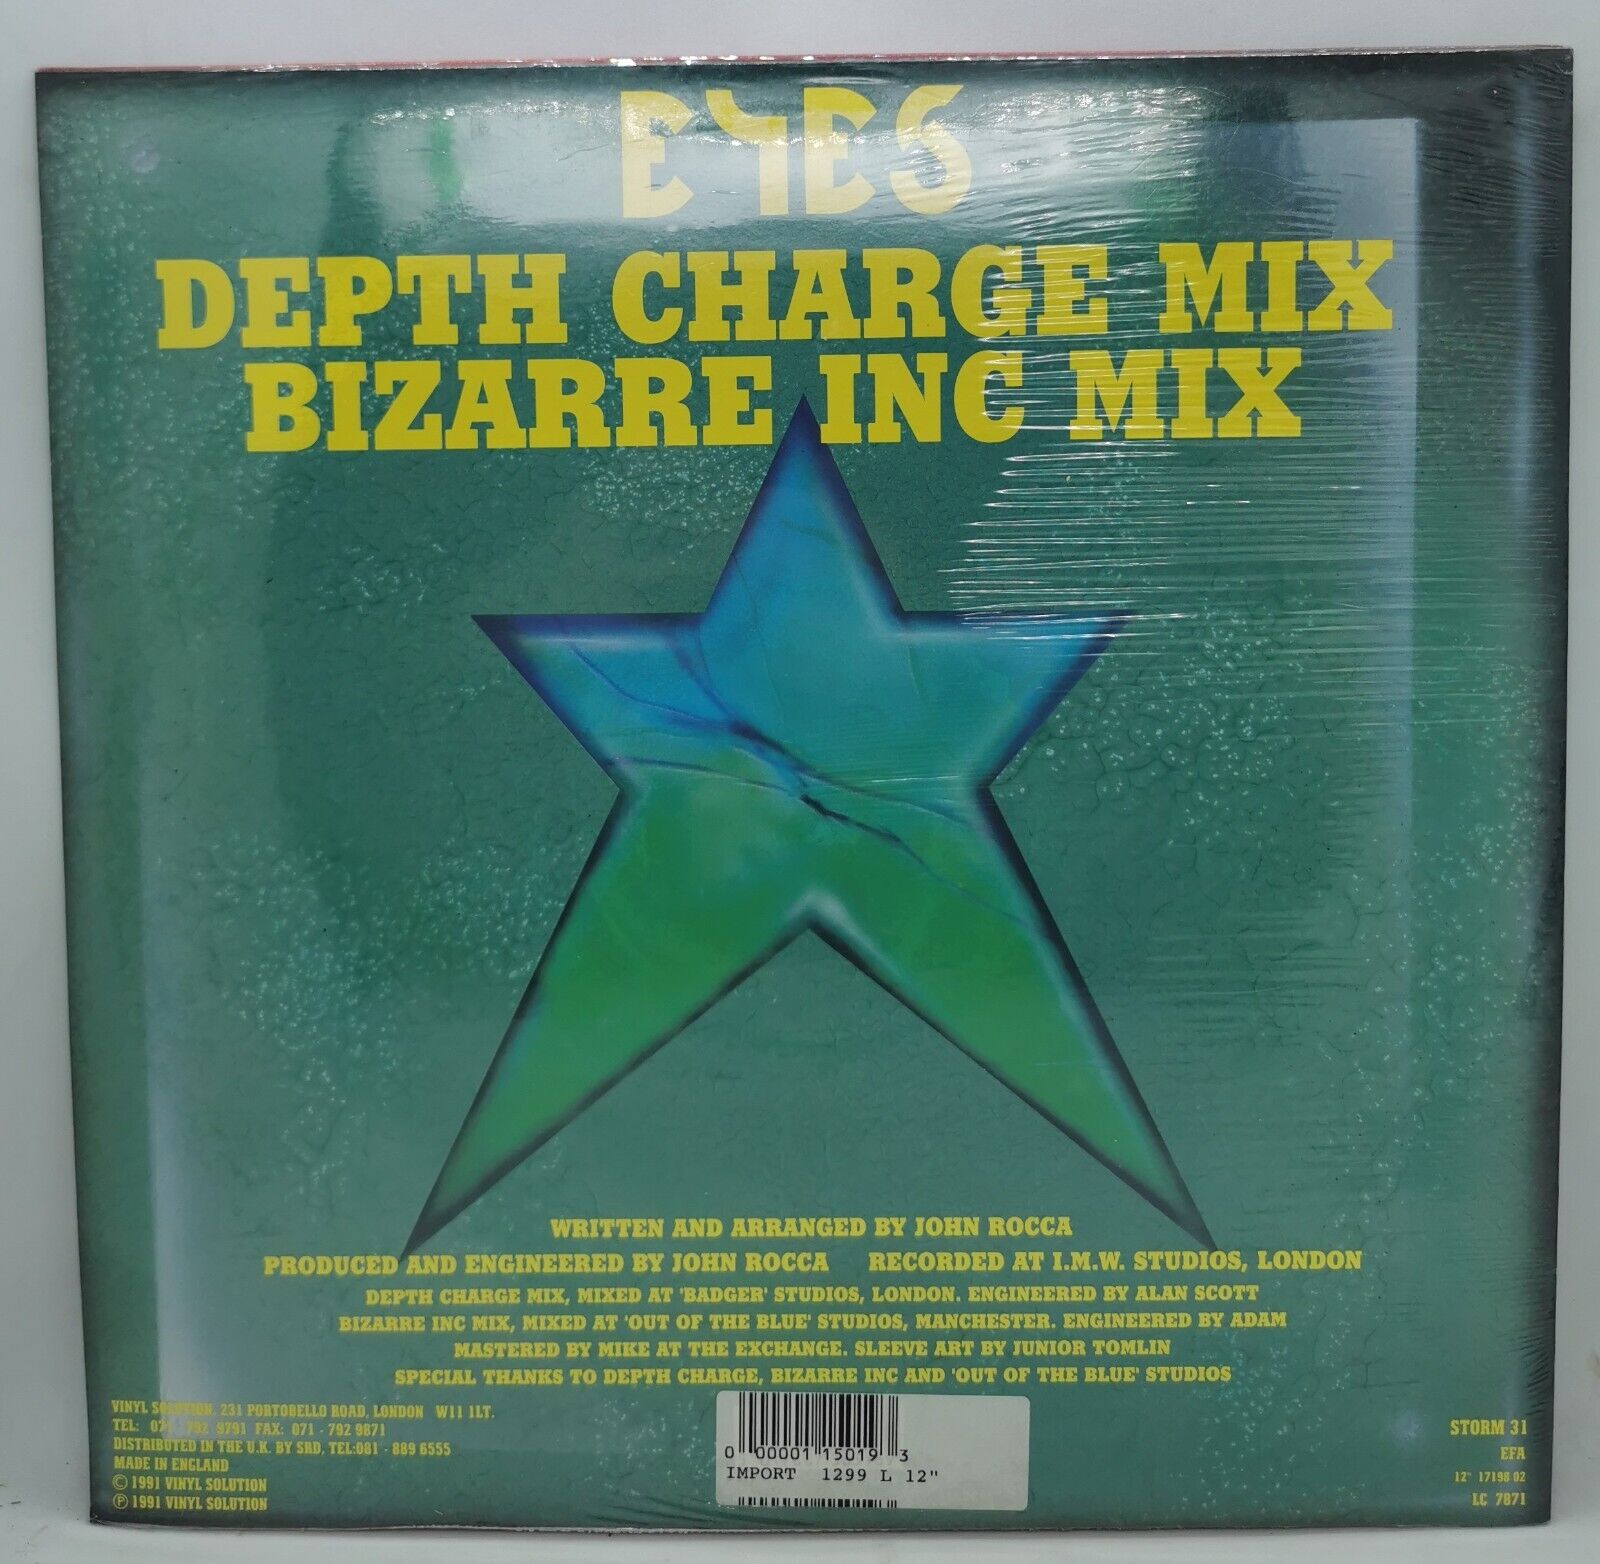 EYES
DEPTH CHARGE MIX
BIZARRE INC MIX
WRITTEN AND ARRANGED BY JOHN ROCCA
PRODUCED AND ENGINEERED BY JOHN ROCCA RECORDED AT I.M.W. STUDIOS, LONDON
DEPTH CHARGE MIX, MIXED AT 'BADGER' STUDIOS, LONDON. ENGINEERED BY ALAN SCOTT
BIZARRE INC MIX, MIXED AT 'OUT OF THE BLUE' STUDIOS, MANCHESTER. ENGINEERED BY ADAM
MASTERED BY MIKE AT THE EXCHANGE. SLEEVE ART BY JUNIOR TOMLIN
SPECIAL THANKS TO DEPTH CHARGE, BIZARRE INC AND 'OUT OF THE BLUE' STUDIOS
VINYL SOLUTION, 231 PORTOBELLO ROAD, LONDON W11 1LT.
TEL: 071 - 792 9791 FAX: 071 - 792 9871
DISTRIBUTED IN THE U.K. BY SRD, TEL:081 - 889 6555
MADE IN ENGLAND
© 1991 VINYL SOLUTION
℗ 1991 VINYL SOLUTION
0 00001 15019 3
IMPORT 1299 L 12"
STORM 31
EFA
12" 17198 02
LC 7871